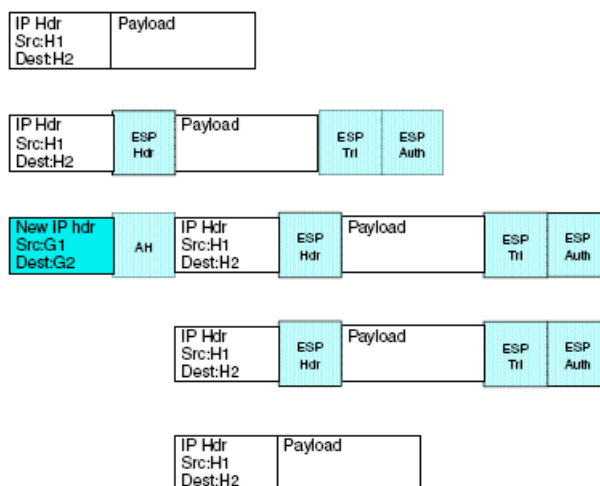 IP Hdr
Src:H1
Dest:H2
Payload
IP Hdr
Src:H1
Dest:H2
ESP
Hdr
Payload
ESP
Trl
ESP
Auth
New IP hdr
Src:G1
Dest:G2
AH
IP Hdr
Src:H1
Dest:H2
ESP
Hdr
Payload
ESP
Trl
ESP
Auth
IP Hdr
Src:H1
Dest:H2
ESP
Hdr
Payload
ESP
Trl
ESP
Auth
IP Hdr
Src:H1
Dest:H2
Payload